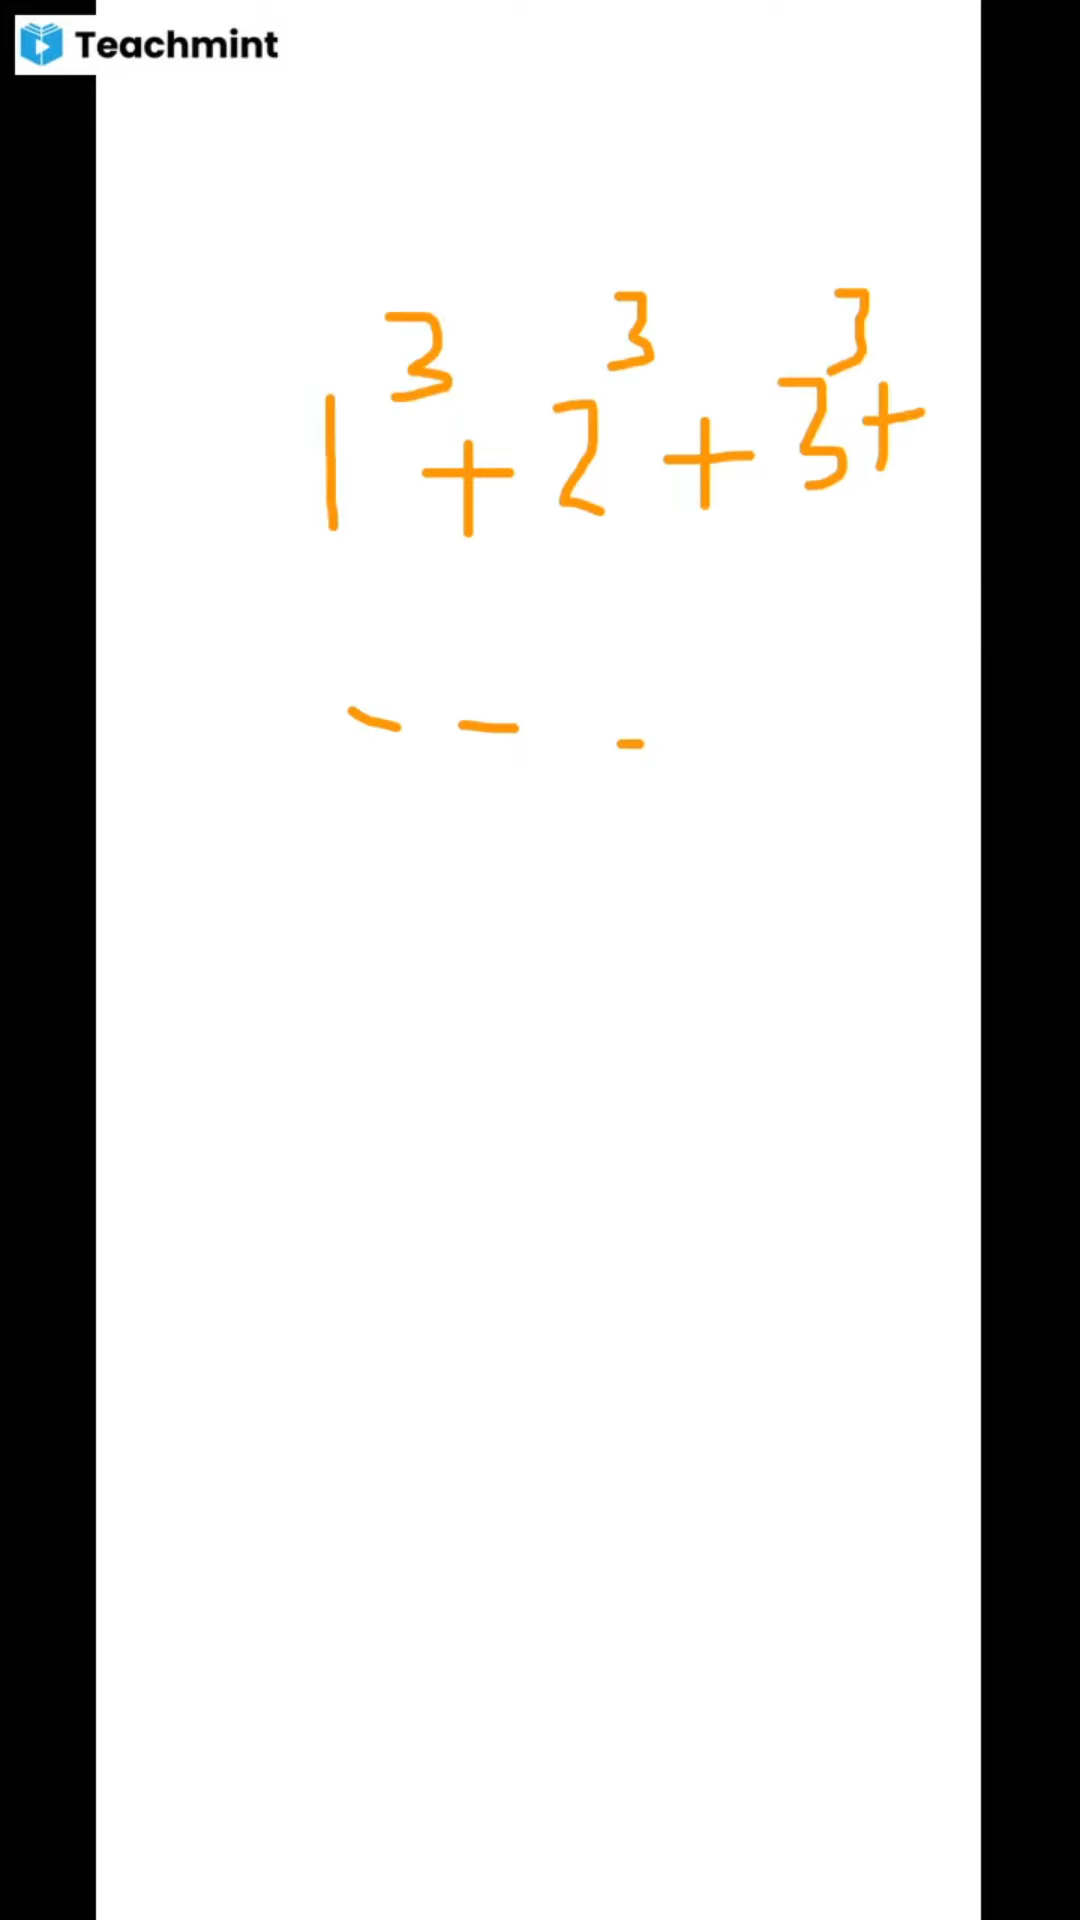 Teachmint
1³ + 2³ + 3³ +
- - -